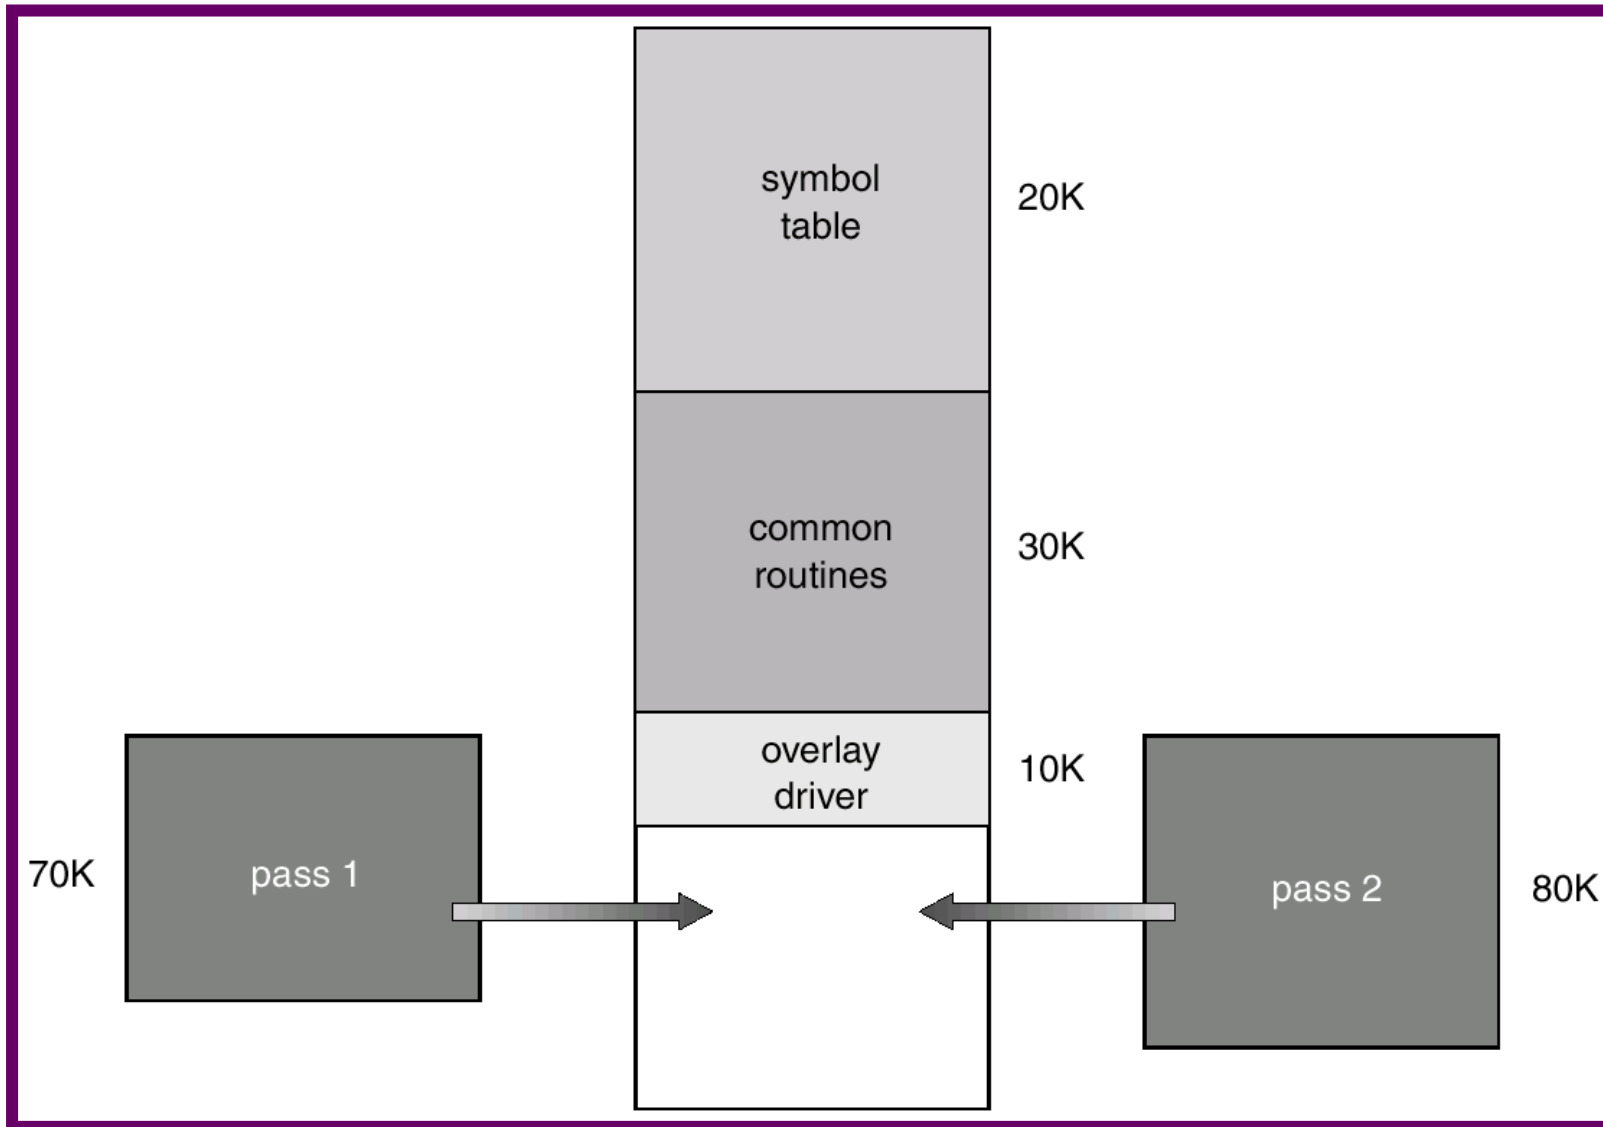 symbol
table
20K
common
routines
30K
overlay
driver
10K
70K
pass 1
pass 2
80K